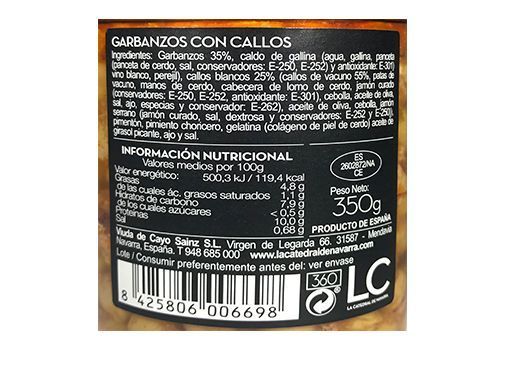 GARBANZOS CON CALLOS
Ingredientes: Garbanzos 35%, caldo de gallina (agua, gallina, panceta
(panceta de cerdo, sal, conservadores: E-250, E-252) y antioxidante: E-301)
vino blanco, perejil), callos blancos 25% (callos de vacuno 55%, patas de
vacuno, manos de cerdo, cabecera de lomo de cerdo, jamón curado
(conservadores: E-250, E-252, antioxidante: E-301), cebolla, aceite de oliva,
sal, ajo, especias y conservador: E-262), aceite de oliva, cebolla, jamón
serrano (jamón curado, sal, dextrosa y conservadores: E-252 y E-250)),
pimentón, pimiento choricero, gelatina (colágeno de piel de cerdo) aceite de
girasol picante, ajo y sal.
INFORMACIÓN NUTRICIONAL
Valores medios por 100g
Valor energético: 500,3 kJ / 119,4 kcal
Grasas 4,8 g
de las cuales ác. grasos saturados 1,1 g
Hidratos de carbono 7,9 g
de los cuales azúcares < 0,5 g
Proteinas 10,0 g
Sal 0,68 g
ES
2602872/NA
CE
Peso Neto:
350g
PRODUCTO DE ESPAÑA
Viuda de Cayo Sainz S.L. Virgen de Legarda 66. 31587 - Mendavia
Navarra, España. T 948 685 000 www.lacatedraldenavarra.com
Lote / Consumir preferentemente antes del: ver envase
8 425806 006698
360
LC
LA CATEDRAL DE NAVARRA